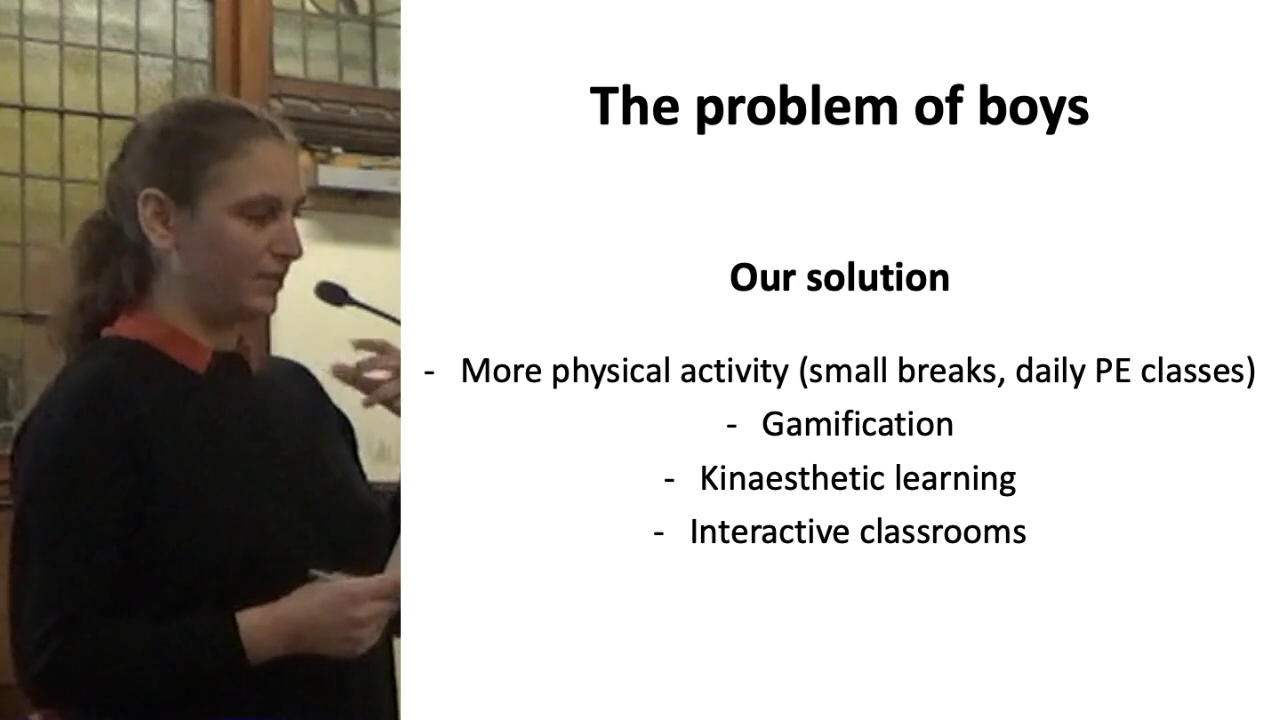 The problem of boys
Our solution
- More physical activity (small breaks, daily PE classes)
- Gamification
- Kinaesthetic learning
- Interactive classrooms